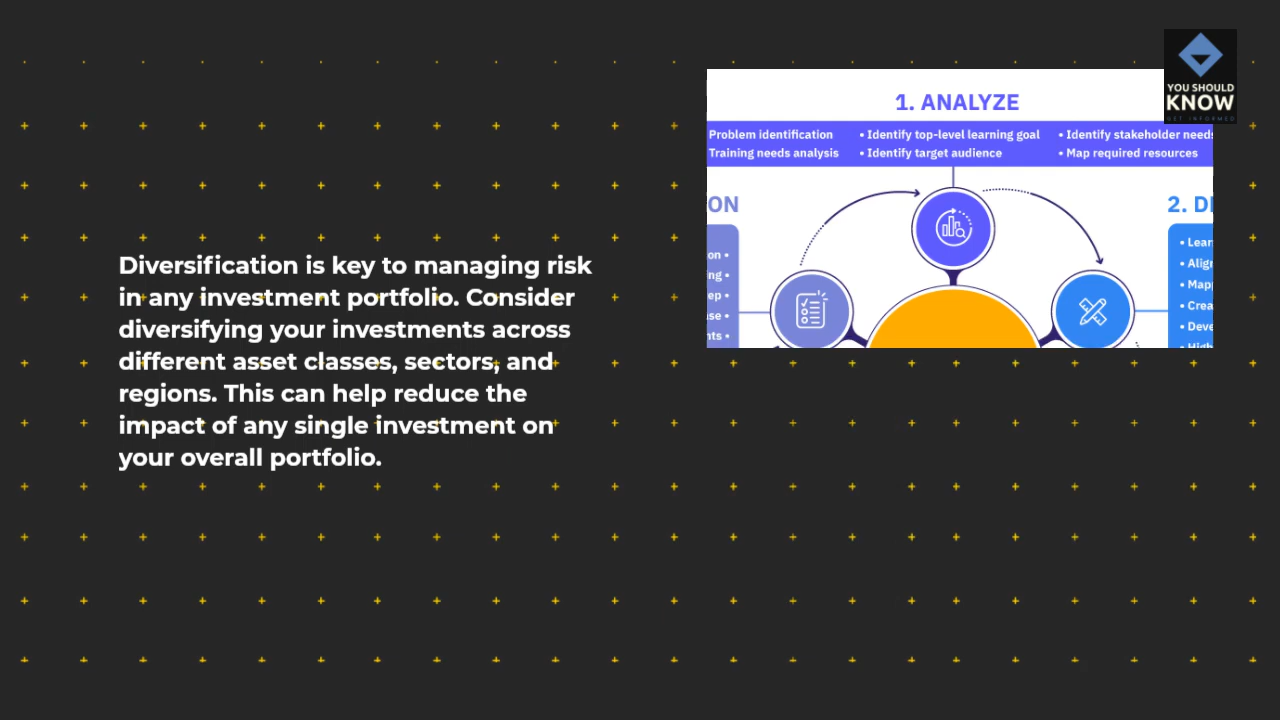 Diversification is key to managing risk
in any investment portfolio. Consider
diversifying your investments across
different asset classes, sectors, and
regions. This can help reduce the
impact of any single investment on
your overall portfolio.
1. ANALYZE
Problem identification
Training needs analysis
• Identify top-level learning goal
• Identify target audience
• Identify stakeholder needs
• Map required resources
YOU SHOULD
KNOW
GET INFORMED
2.